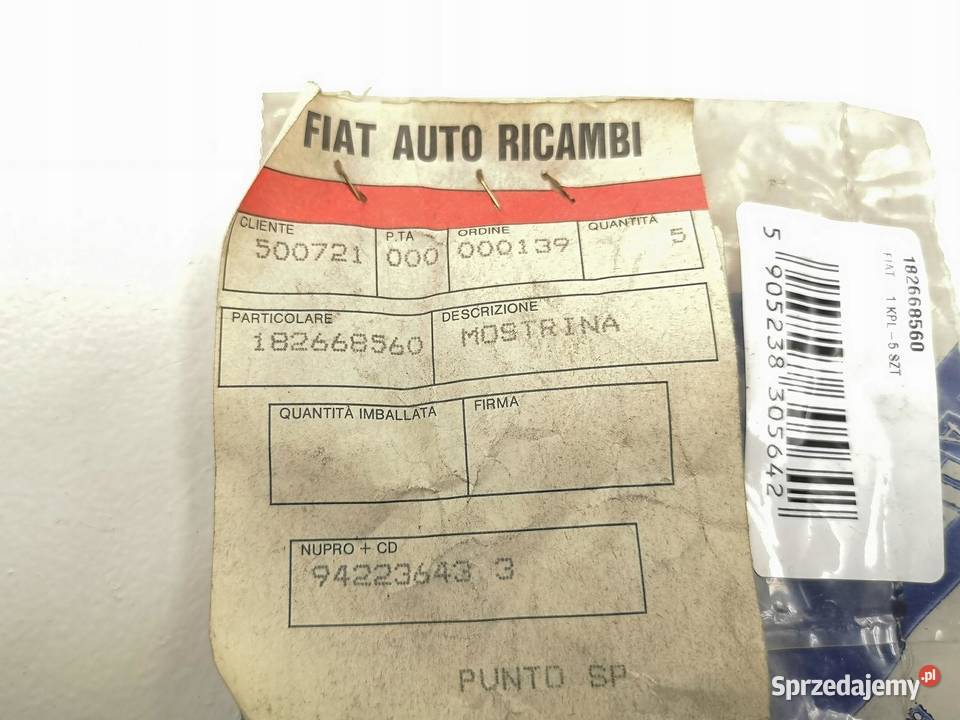 FIAT AUTO RICAMBI
CLIENTE
500721
P.TA
000
ORDINE
000139
QUANTITÀ
5
PARTICOLARE
182668560
DESCRIZIONE
MOSTRINA
QUANTITÀ IMBALLATA
FIRMA
NUPRO + CD
94223643 3
PUNTO SP
182668560
FIAT 1 KPL - 5 SZT
5 905238 305642
Sprzedajemy.pl